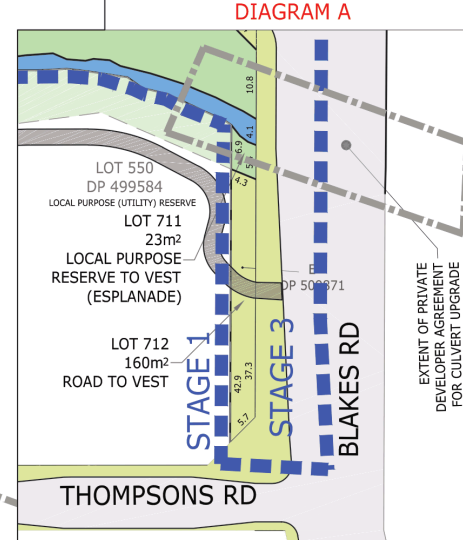 DIAGRAM A
10.8
4.1
6.9
5
4.3
LOT 550
DP 499584
LOCAL PURPOSE (UTILITY) RESERVE
LOT 711
23m²
LOCAL PURPOSE
RESERVE TO VEST
(ESPLANADE)
LOT 712
160m²
ROAD TO VEST
STAGE 1
42.9
37.3
5.7
STAGE 3
BLAKES RD
EXTENT OF PRIVATE
DEVELOPER AGREEMENT
FOR CULVERT UPGRADE
THOMPSONS RD